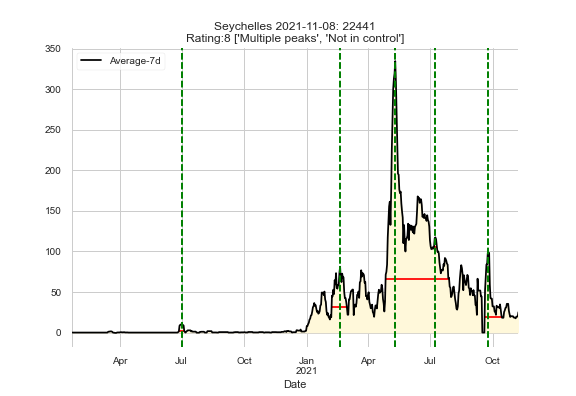 Seychelles 2021-11-08: 22441
Rating:8 ['Multiple peaks', 'Not in control']
Average-7d
350
300
250
200
150
100
50
0
Apr
Jul
Oct
Jan
2021
Apr
Jul
Oct
Date